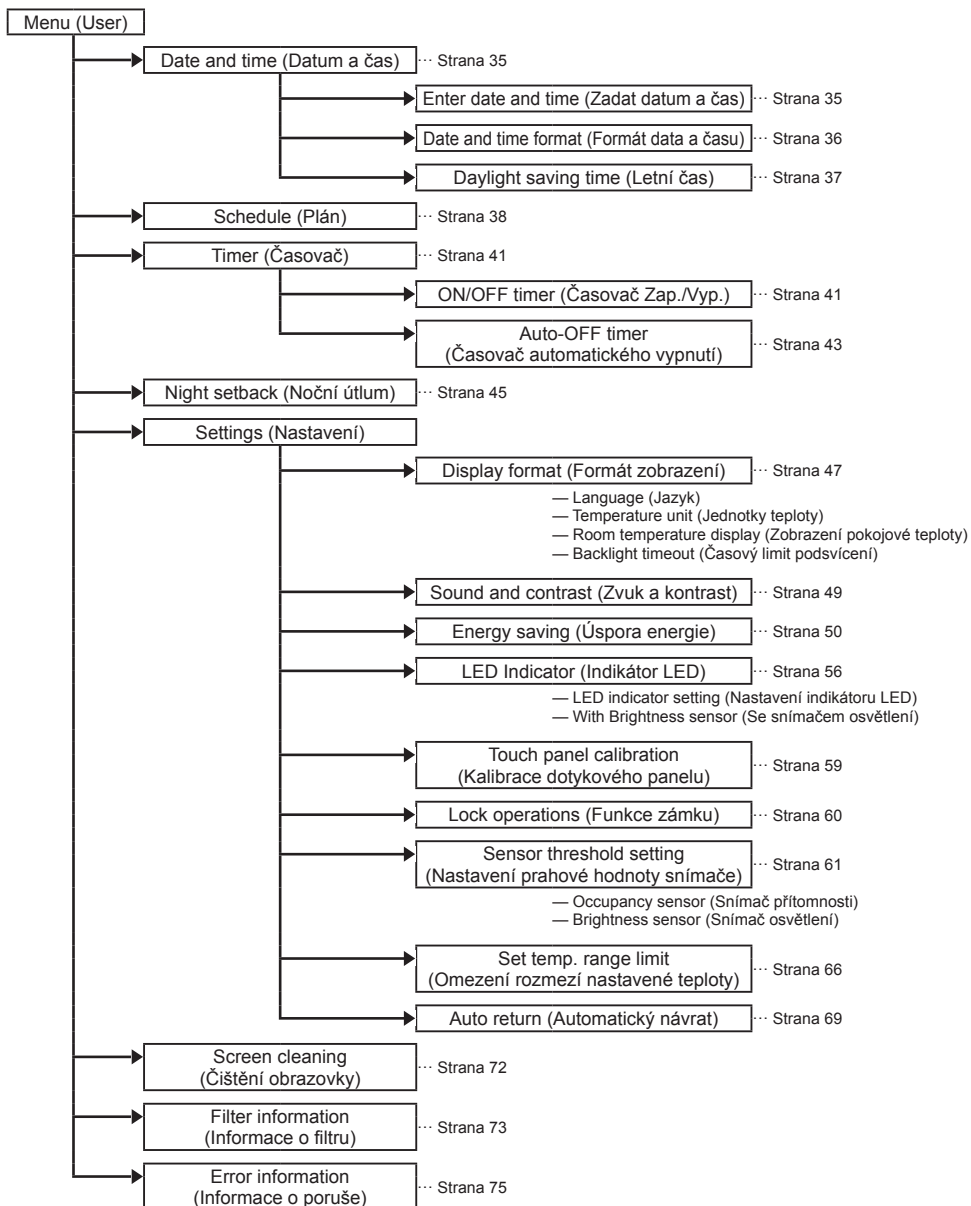 Menu (User)
Date and time (Datum a čas) ··· Strana 35
Enter date and time (Zadat datum a čas) ··· Strana 35
Date and time format (Formát data a času) ··· Strana 36
Daylight saving time (Letní čas) ··· Strana 37
Schedule (Plán) ··· Strana 38
Timer (Časovač) ··· Strana 41
ON/OFF timer (Časovač Zap./Vyp.) ··· Strana 41
Auto-OFF timer
(Časovač automatického vypnutí) ··· Strana 43
Night setback (Noční útlum) ··· Strana 45
Settings (Nastavení)
Display format (Formát zobrazení) ··· Strana 47
— Language (Jazyk)
— Temperature unit (Jednotky teploty)
— Room temperature display (Zobrazení pokojové teploty)
— Backlight timeout (Časový limit podsvícení)
Sound and contrast (Zvuk a kontrast) ··· Strana 49
Energy saving (Úspora energie) ··· Strana 50
LED Indicator (Indikátor LED) ··· Strana 56
— LED indicator setting (Nastavení indikátoru LED)
— With Brightness sensor (Se snímačem osvětlení)
Touch panel calibration
(Kalibrace dotykového panelu) ··· Strana 59
Lock operations (Funkce zámku) ··· Strana 60
Sensor threshold setting
(Nastavení prahové hodnoty snímače) ··· Strana 61
— Occupancy sensor (Snímač přítomnosti)
— Brightness sensor (Snímač osvětlení)
Set temp. range limit
(Omezení rozmezí nastavené teploty) ··· Strana 66
Auto return (Automatický návrat) ··· Strana 69
Screen cleaning
(Čištění obrazovky) ··· Strana 72
Filter information
(Informace o filtru) ··· Strana 73
Error information
(Informace o poruše) ··· Strana 75